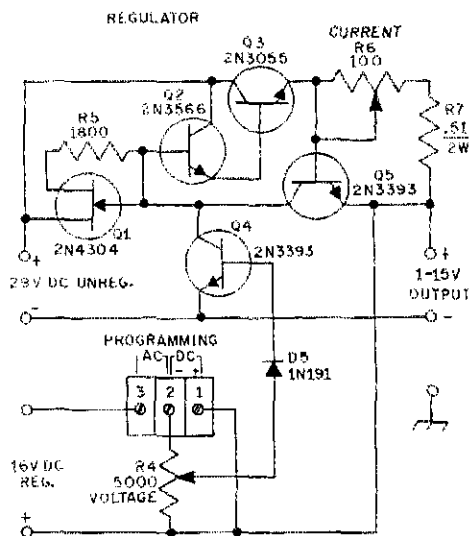 REGULATOR
CURRENT
R6
100
Q3
2N3055
Q2
2N3566
R5
1800
R7
.51
2W
Q5
2N3393
Q1
2N4304
Q4
2N3393
+
29V DC UNREG.
-
+
1-15V
OUTPUT
-
PROGRAMMING
AC DC
- +
3 2 1
D5
1N191
16V DC
REG.
R4
5000
VOLTAGE
+